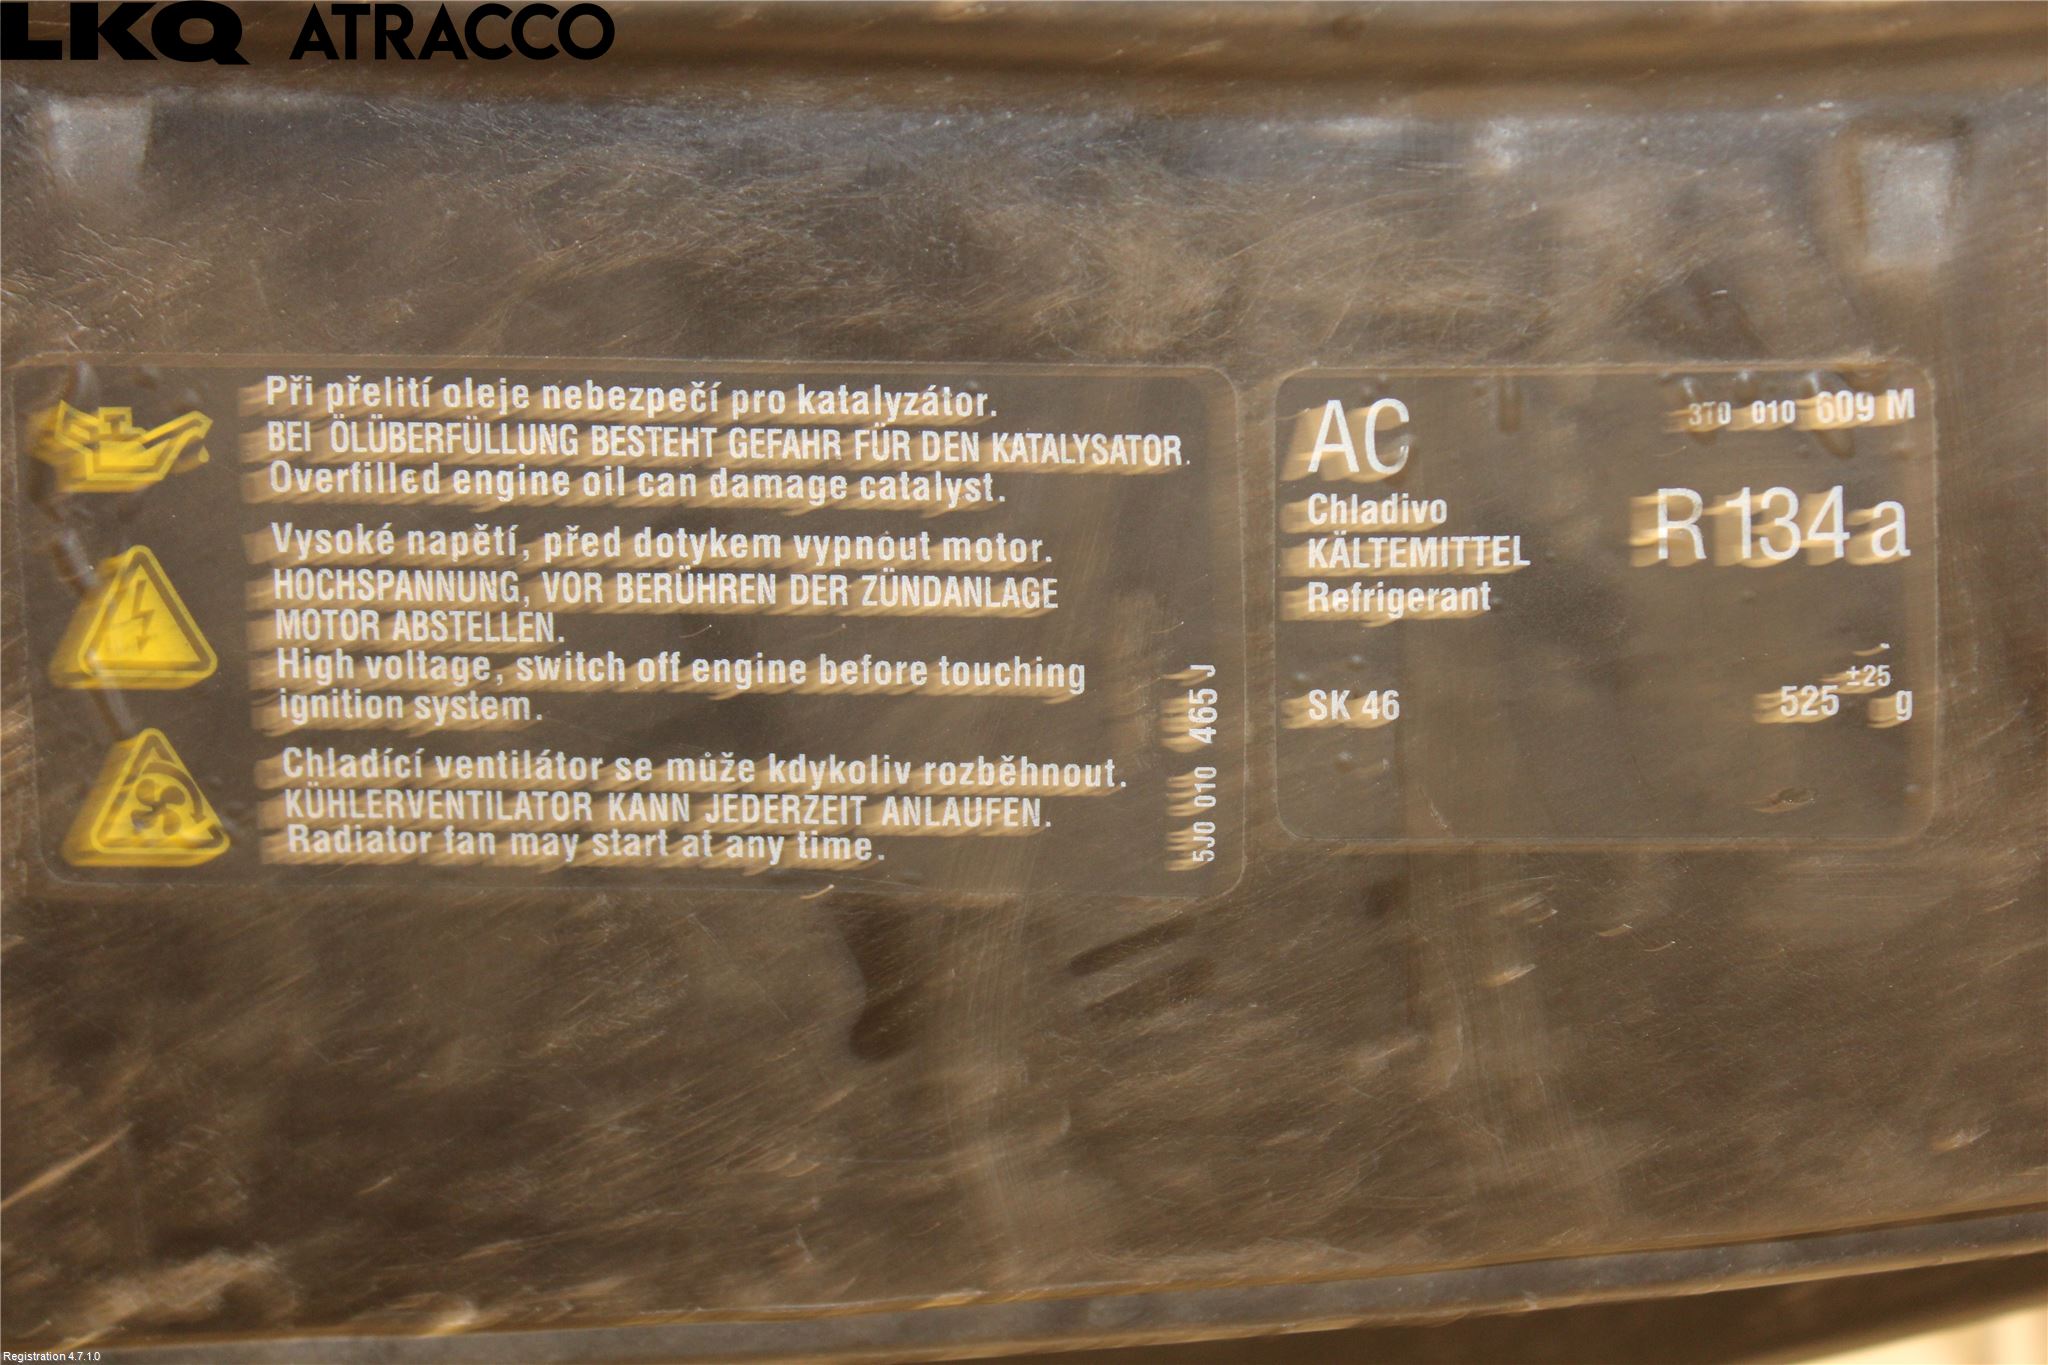 LKQ ATRACCO
Při přelití oleje nebezpečí pro katalyzátor.
BEI ÖLÜBERFÜLLUNG BESTEHT GEFAHR FÜR DEN KATALYSATOR.
Overfilled engine oil can damage catalyst.
Vysoké napětí, před dotykem vypnout motor.
HOCHSPANNUNG, VOR BERÜHREN DER ZÜNDANLAGE
MOTOR ABSTELLEN.
High voltage, switch off engine before touching
ignition system.
Chladící ventilátor se může kdykoliv rozběhnout.
KÜHLERVENTILATOR KANN JEDERZEIT ANLAUFEN.
Radiator fan may start at any time.
5J0 010 465 J
AC 3T0 010 609 M
Chladivo
KÄLTEMITTEL R 134 a
Refrigerant
SK 46 525 ±25 g
Registration 4.7.1.0